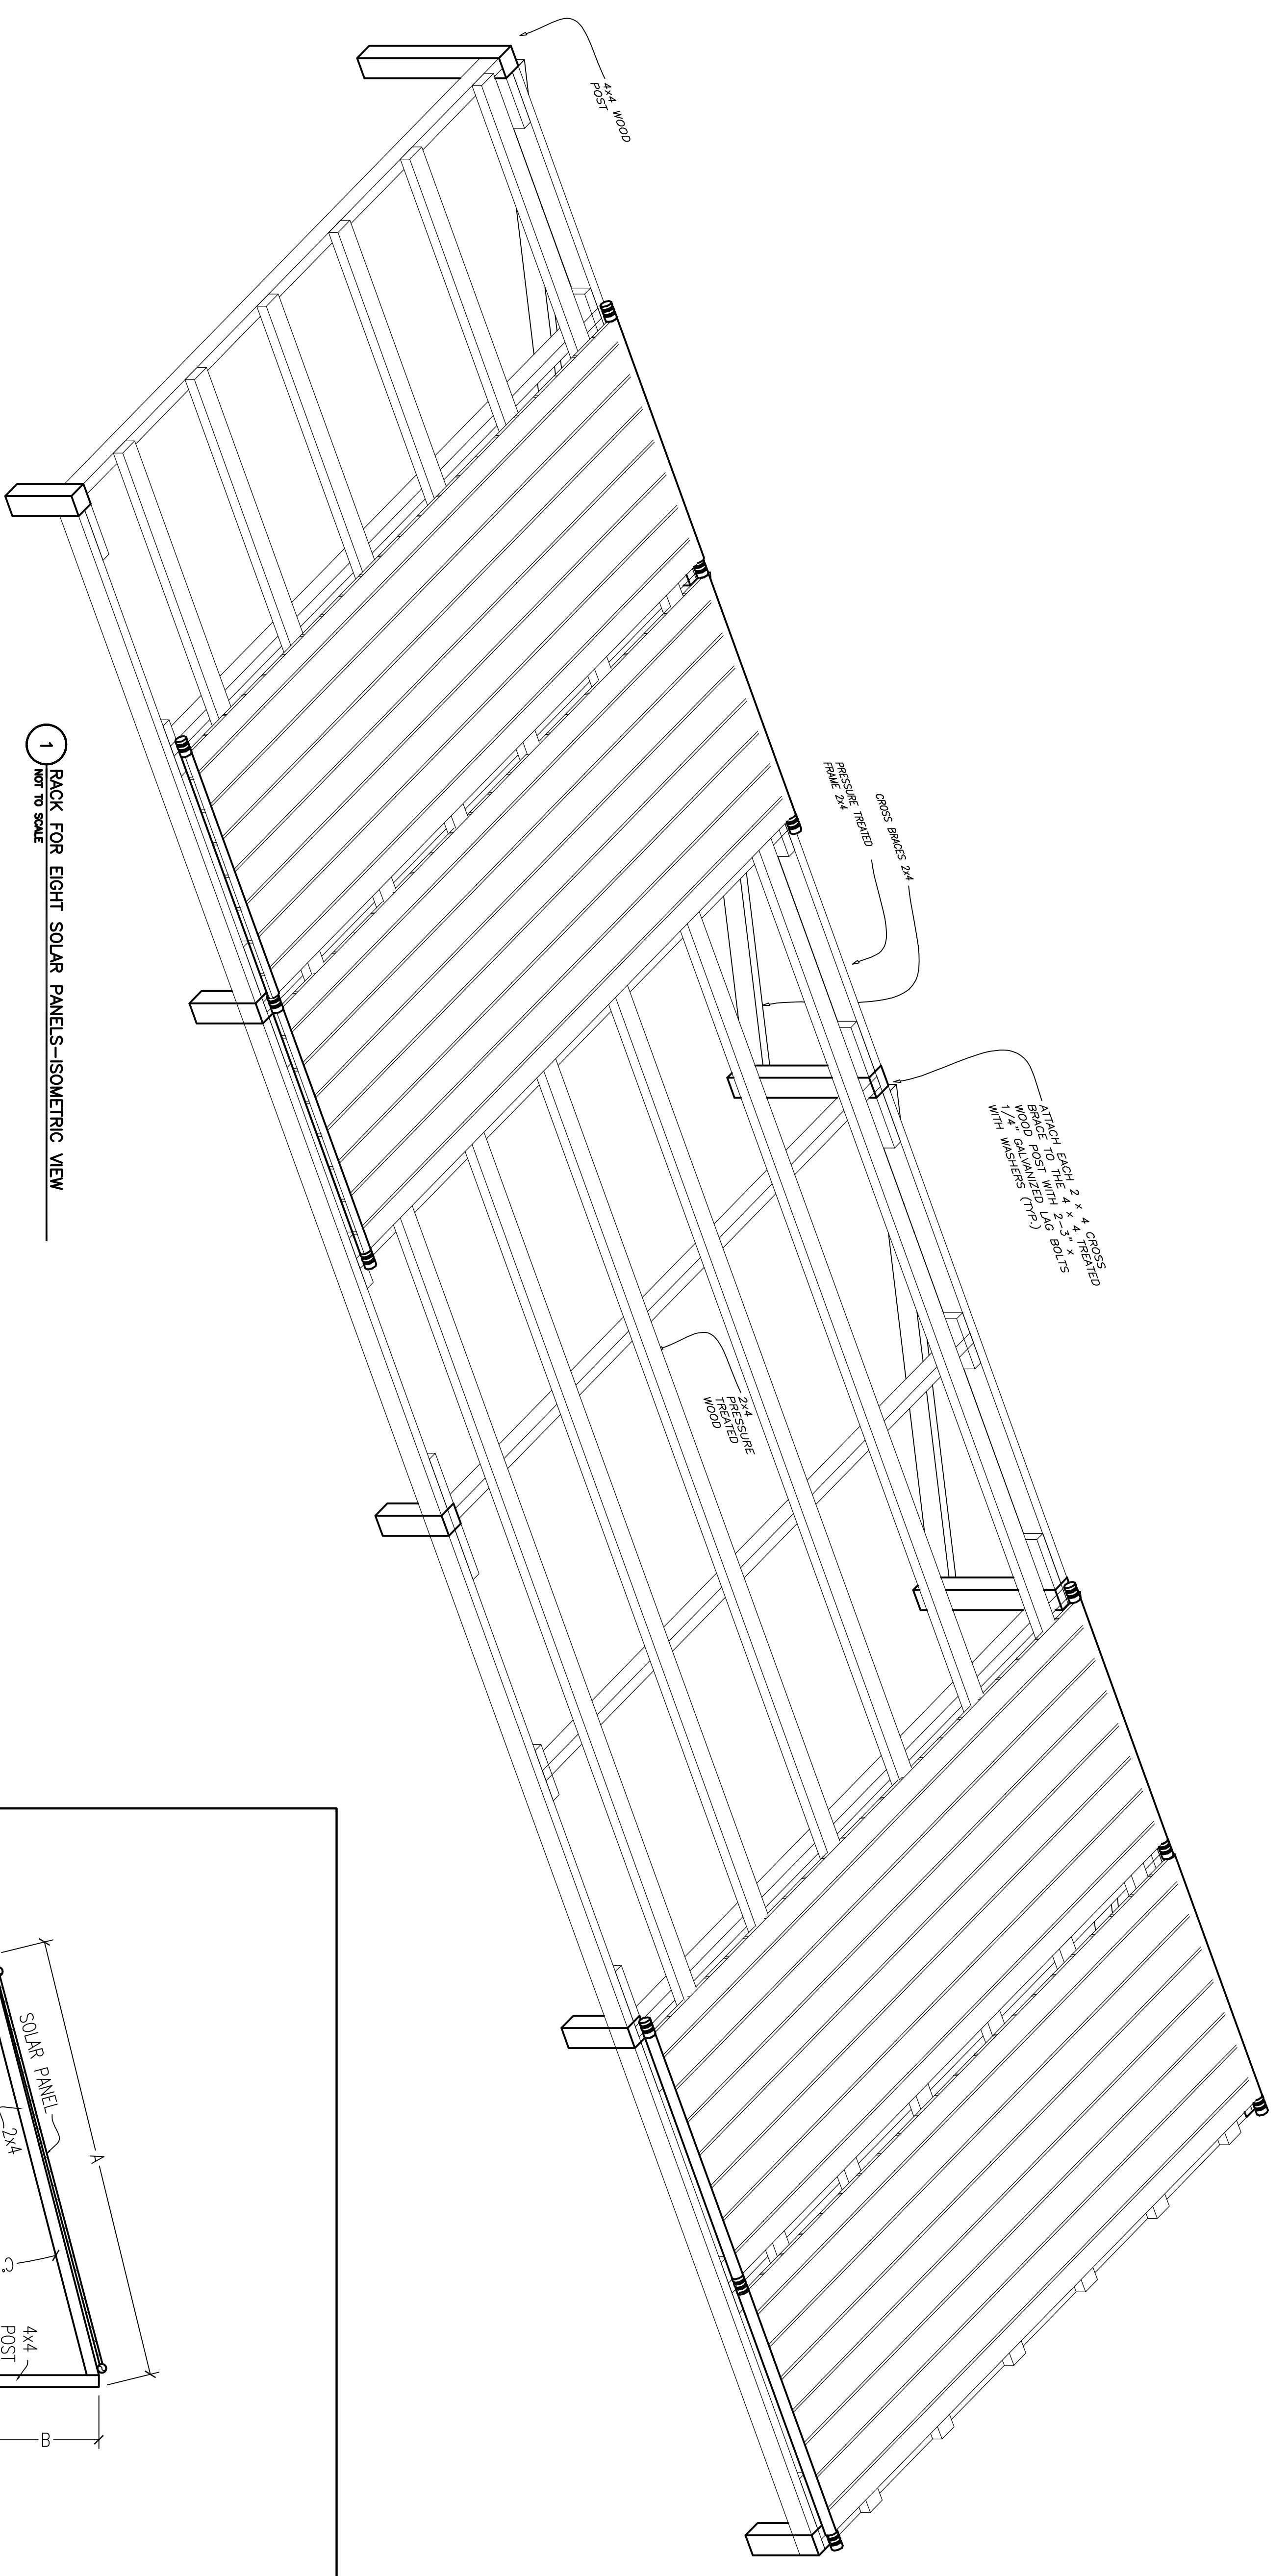 4x4 WOOD
POST
PRESSURE TREATED
FRAME 2x4
CROSS BRACES 2x4
ATTACH EACH 2 x 4 CROSS
BRACE TO THE 4 x 4 TREATED
WOOD POST WITH 2-3" x
1/4" GALVANIZED LAG BOLTS
WITH WASHERS (TYP.)
2x4
PRESSURE
TREATED
WOOD
1
RACK FOR EIGHT SOLAR PANELS-ISOMETRIC VIEW
NOT TO SCALE
A
SOLAR PANEL
2x4
C°
4x4
POST
B